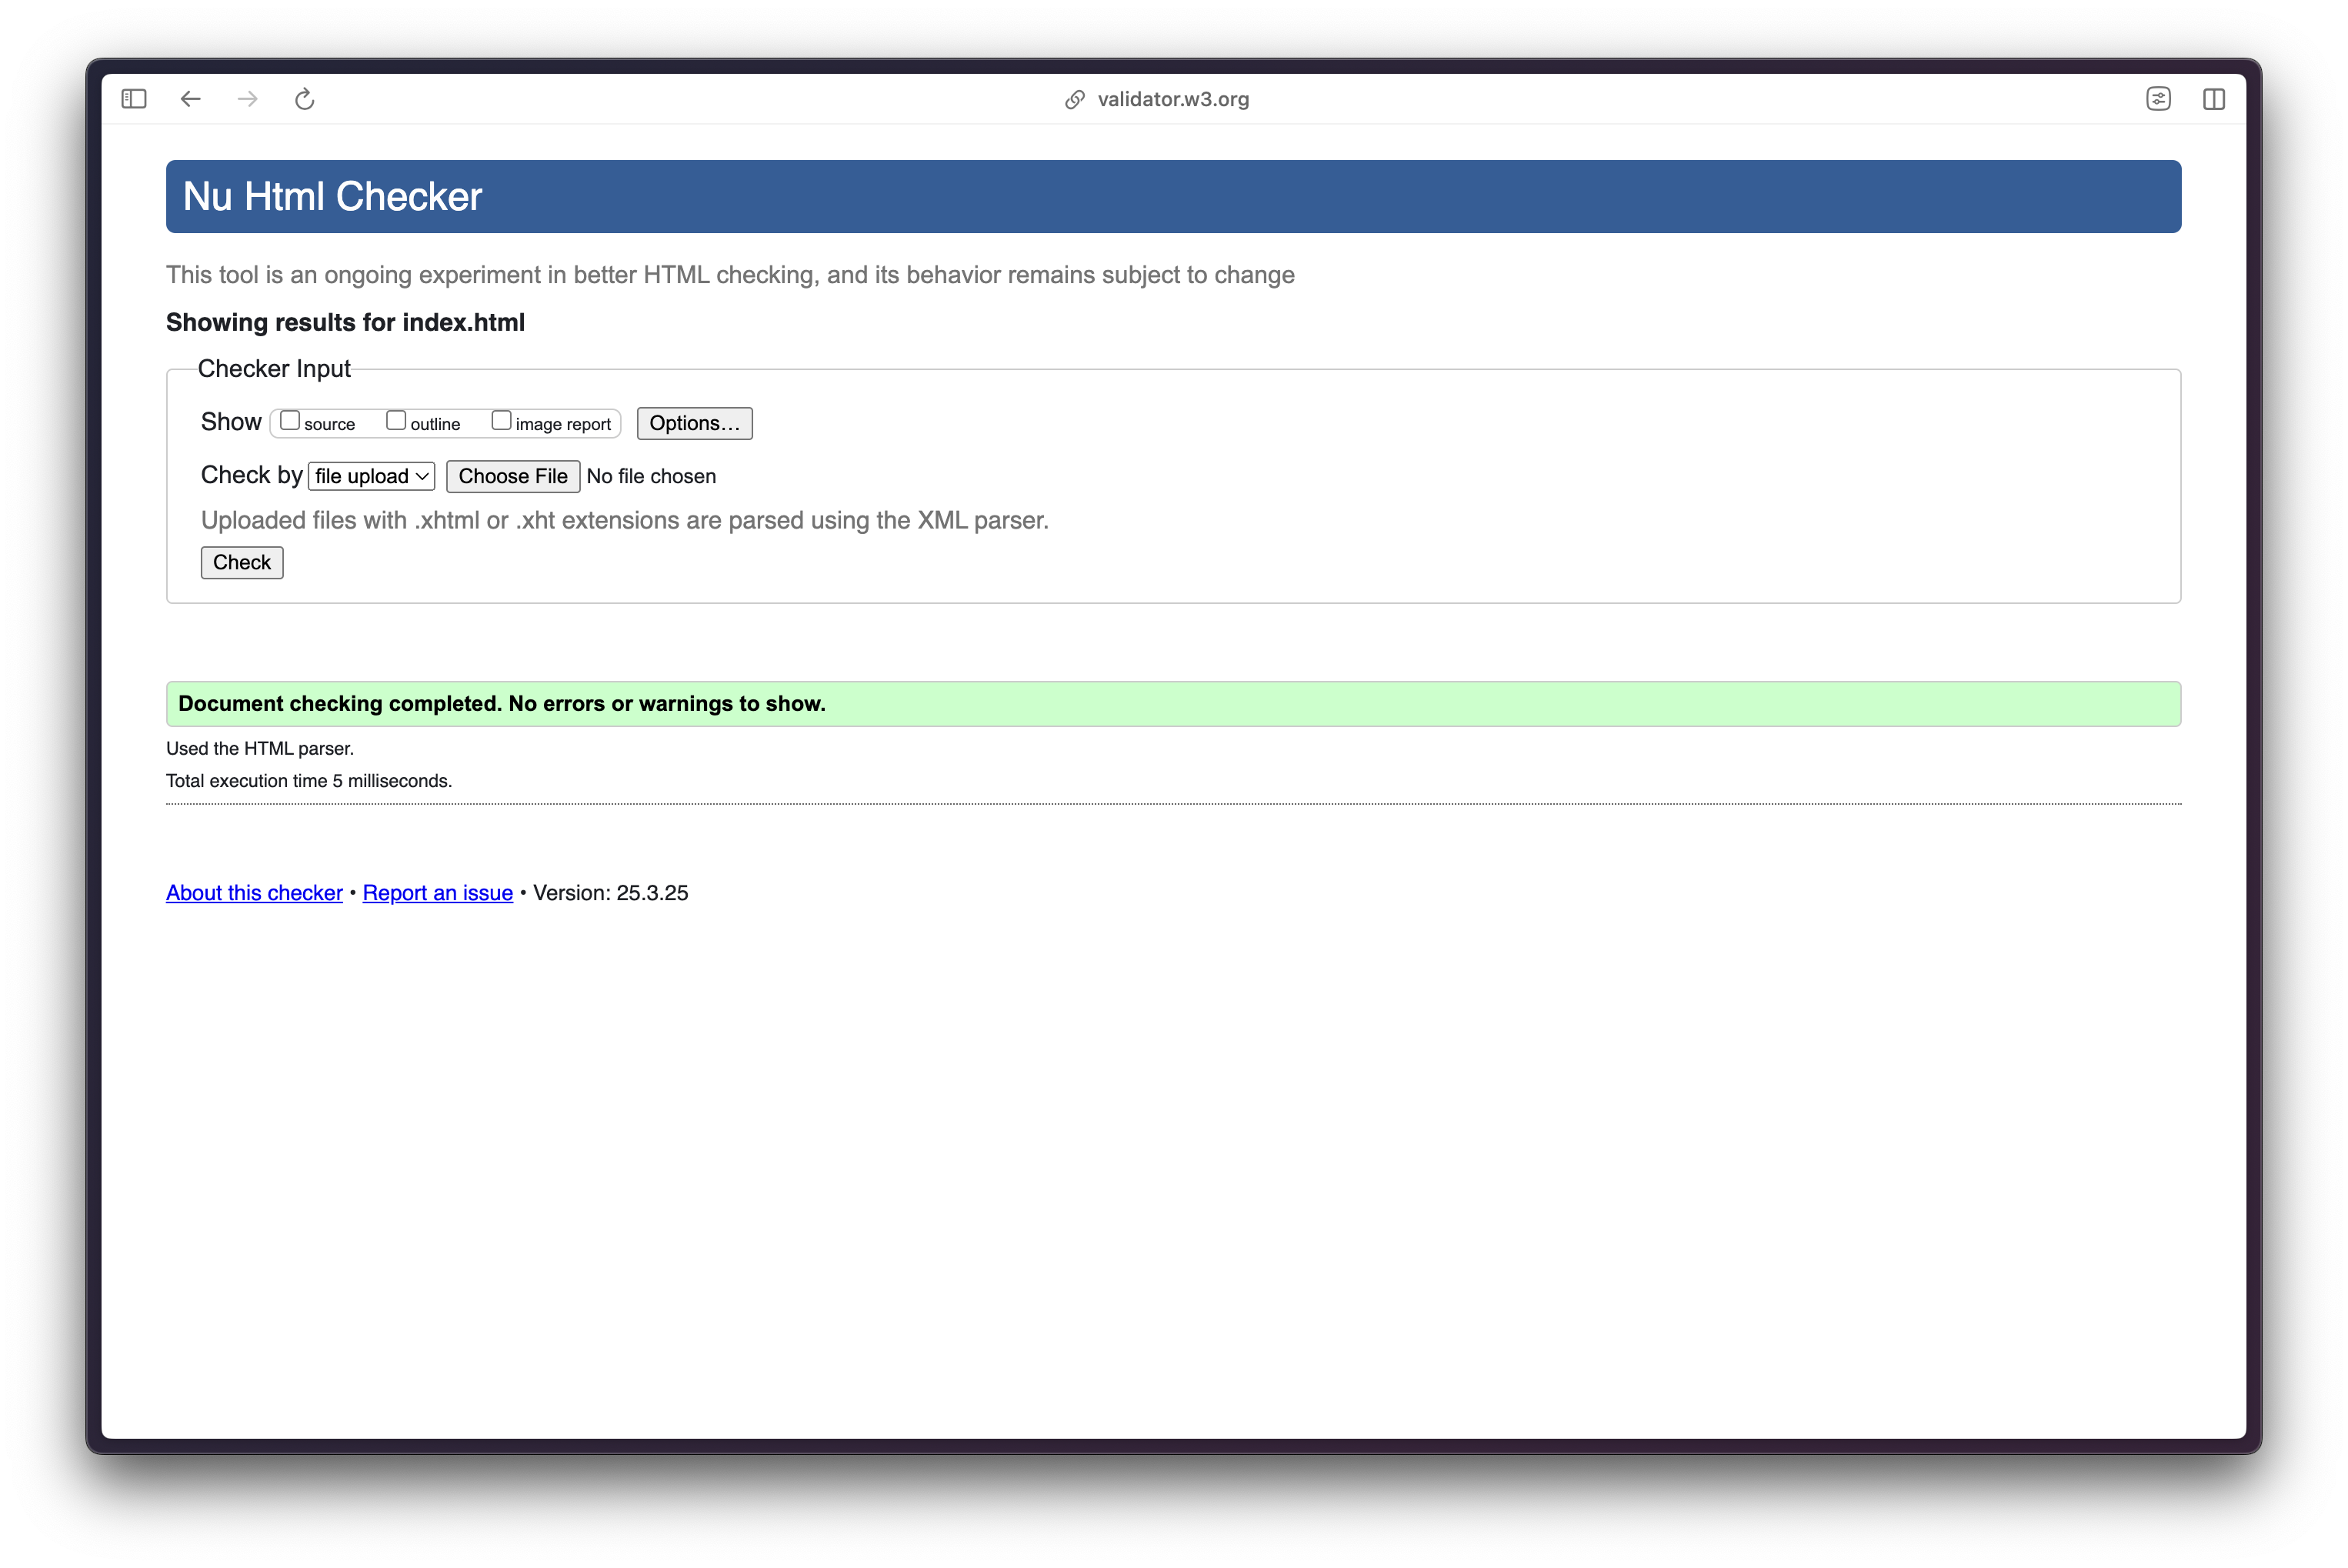 validator.w3.org
Nu Html Checker
This tool is an ongoing experiment in better HTML checking, and its behavior remains subject to change
Showing results for index.html
Checker Input
Show source outline image report Options...
Check by file upload Choose File No file chosen
Uploaded files with .xhtml or .xht extensions are parsed using the XML parser.
Check
Document checking completed. No errors or warnings to show.
Used the HTML parser.
Total execution time 5 milliseconds.
About this checker • Report an issue • Version: 25.3.25